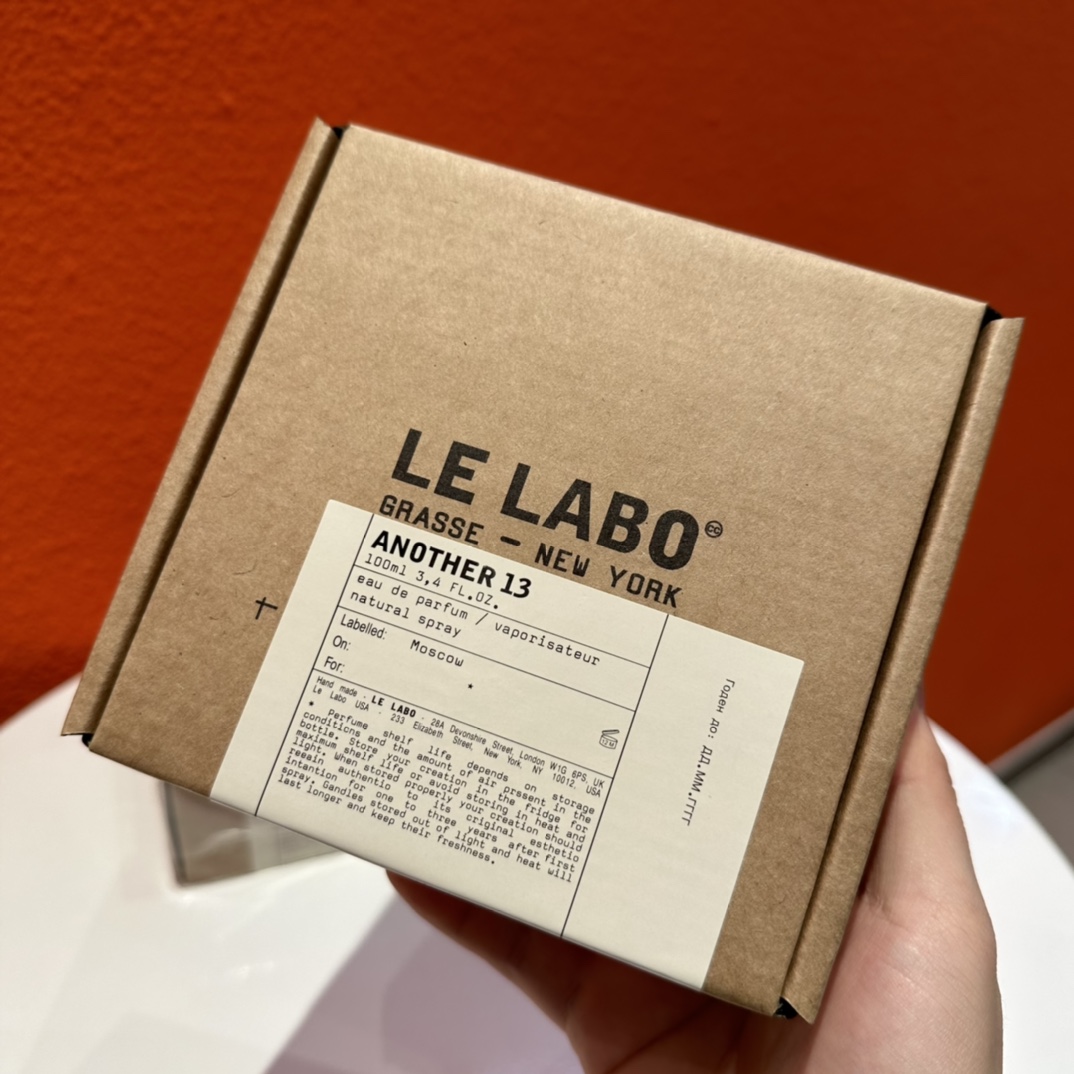 LE LABO
GRASSE — NEW YORK
ANOTHER 13
100ml 3,4 FL.OZ.
eau de parfum / vaporisateur
natural spray
Labelled: Moscow
On:
For:
Hand made - LE LABO - 28A Devonshire Street, London W1G 6PS, UK
Le Labo USA - 233 Elizabeth Street, New York, NY 10012, USA
* Perfume shelf life depends on storage
conditions and the amount of air present in the
bottle. Store your creation in the fridge for
maximum shelf life or avoid storing in heat and
light. When stored properly your creation should
reeain authentio to its original esthetio
intantion for one to three years after first
spray. Gandles stored out of light and heat will
last longer and keep their freshness.
12M
Годен до: ДД.ММ.ГГГГ